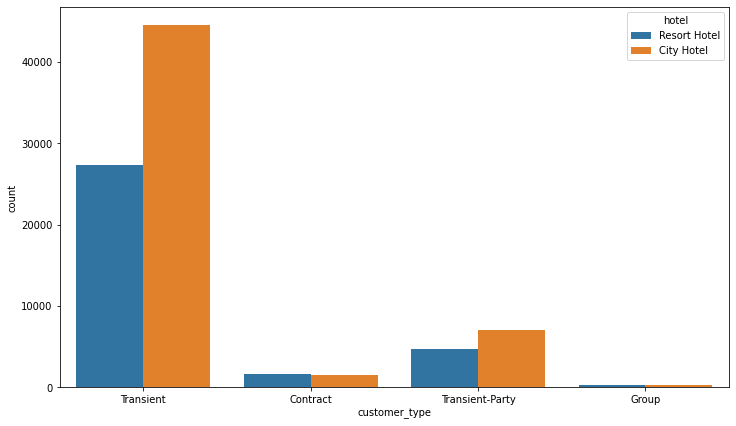 hotel
Resort Hotel
City Hotel
count
40000
30000
20000
10000
0
Transient Contract Transient-Party Group
customer_type